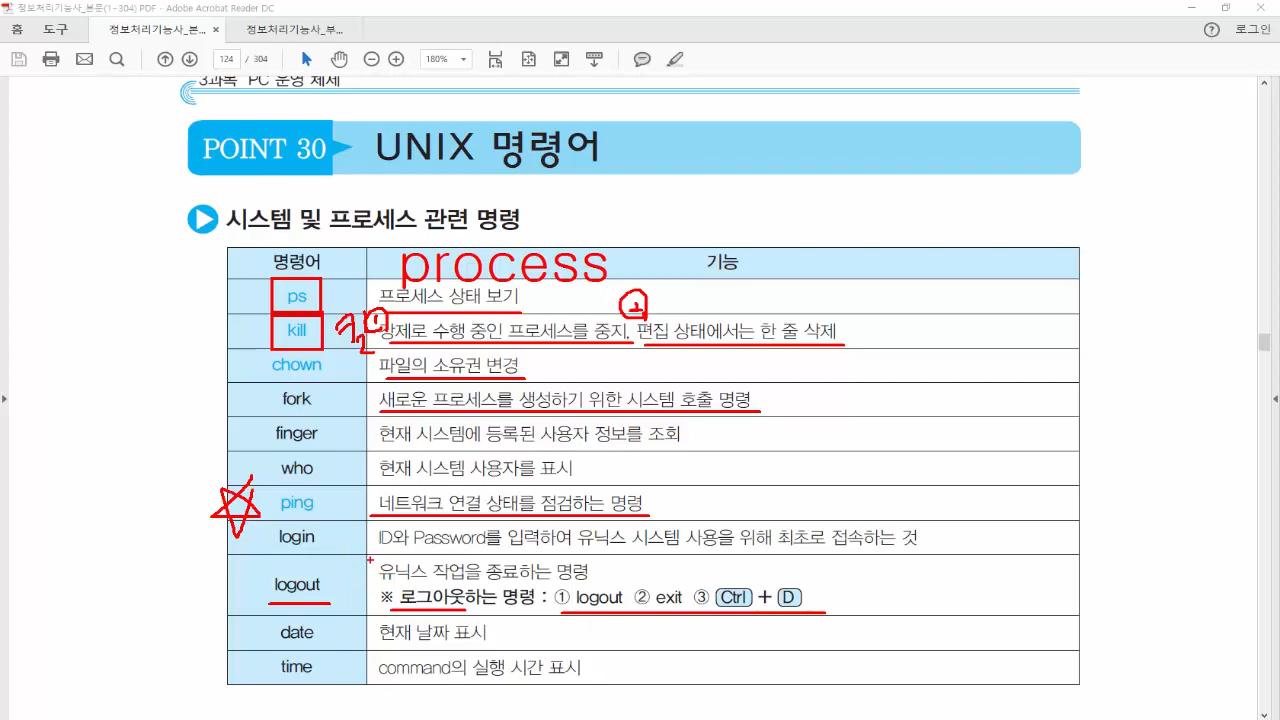 정보처리기능사_본문(1-304) PDF - Adobe Acrobat Reader DC
홈 도구 정보처리기능사_본... × 정보처리기능사_부... 로그인
124 / 304 180%
3과목 PC 운영 체제
POINT 30 UNIX 명령어
시스템 및 프로세스 관련 명령
명령어 process 기능
ps 프로세스 상태 보기
②
kill ① 강제로 수행 중인 프로세스를 중지, 편집 상태에서는 한 줄 삭제
chown 파일의 소유권 변경
fork 새로운 프로세스를 생성하기 위한 시스템 호출 명령
finger 현재 시스템에 등록된 사용자 정보를 조회
who 현재 시스템 사용자를 표시
ping 네트워크 연결 상태를 점검하는 명령
login ID와 Password를 입력하여 유닉스 시스템 사용을 위해 최초로 접속하는 것
logout 유닉스 작업을 종료하는 명령
※ 로그아웃하는 명령 : ① logout ② exit ③ Ctrl + D
date 현재 날짜 표시
time command의 실행 시간 표시